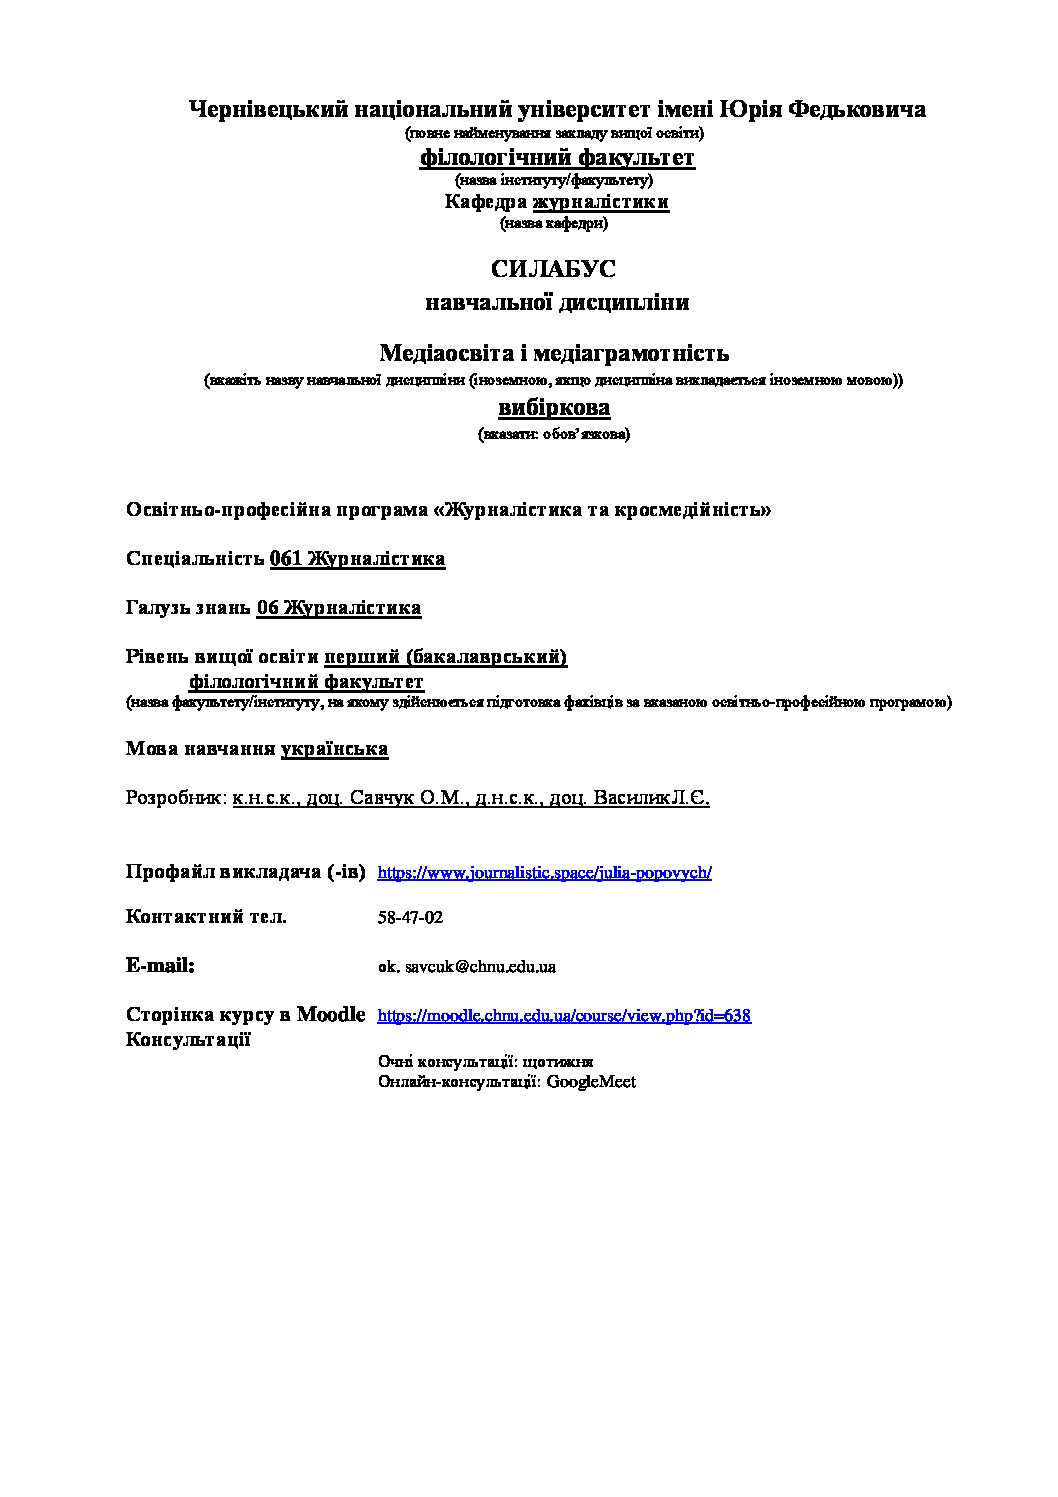 Чернівецький національний університет імені Юрія Федьковича
(повне найменування закладу вищої освіти)
філологічний факультет
(назва інституту/факультету)
Кафедра журналістики
(назва кафедри)
СИЛАБУС
навчальної дисципліни
Медіаосвіта і медіаграмотність
(вкажіть назву навчальної дисципліни (іноземною, якщо дисципліна викладається іноземною мовою))
вибіркова
(вказати: обов’язкова)
Освітньо-професійна програма «Журналістика та кросмедійність»
Спеціальність 061 Журналістика
Галузь знань 06 Журналістика
Рівень вищої освіти перший (бакалаврський)
філологічний факультет
(назва факультету/інституту, на якому здійснюється підготовка фахівців за вказаною освітньо-професійною програмою)
Мова навчання українська
Розробник: к.н.с.к., доц. Савчук О.М., д.н.с.к., доц. ВасиликЛ.Є.
Профайл викладача (-ів) https://www.journalistic.space/julia-popovych/
Контактний тел. 58-47-02
E-mail: ok. savcuk@chnu.edu.ua
Сторінка курсу в Moodle https://moodle.chnu.edu.ua/course/view.php?id=638
Консультації
Очні консультації: щотижня
Онлайн-консультації: GoogleMeet